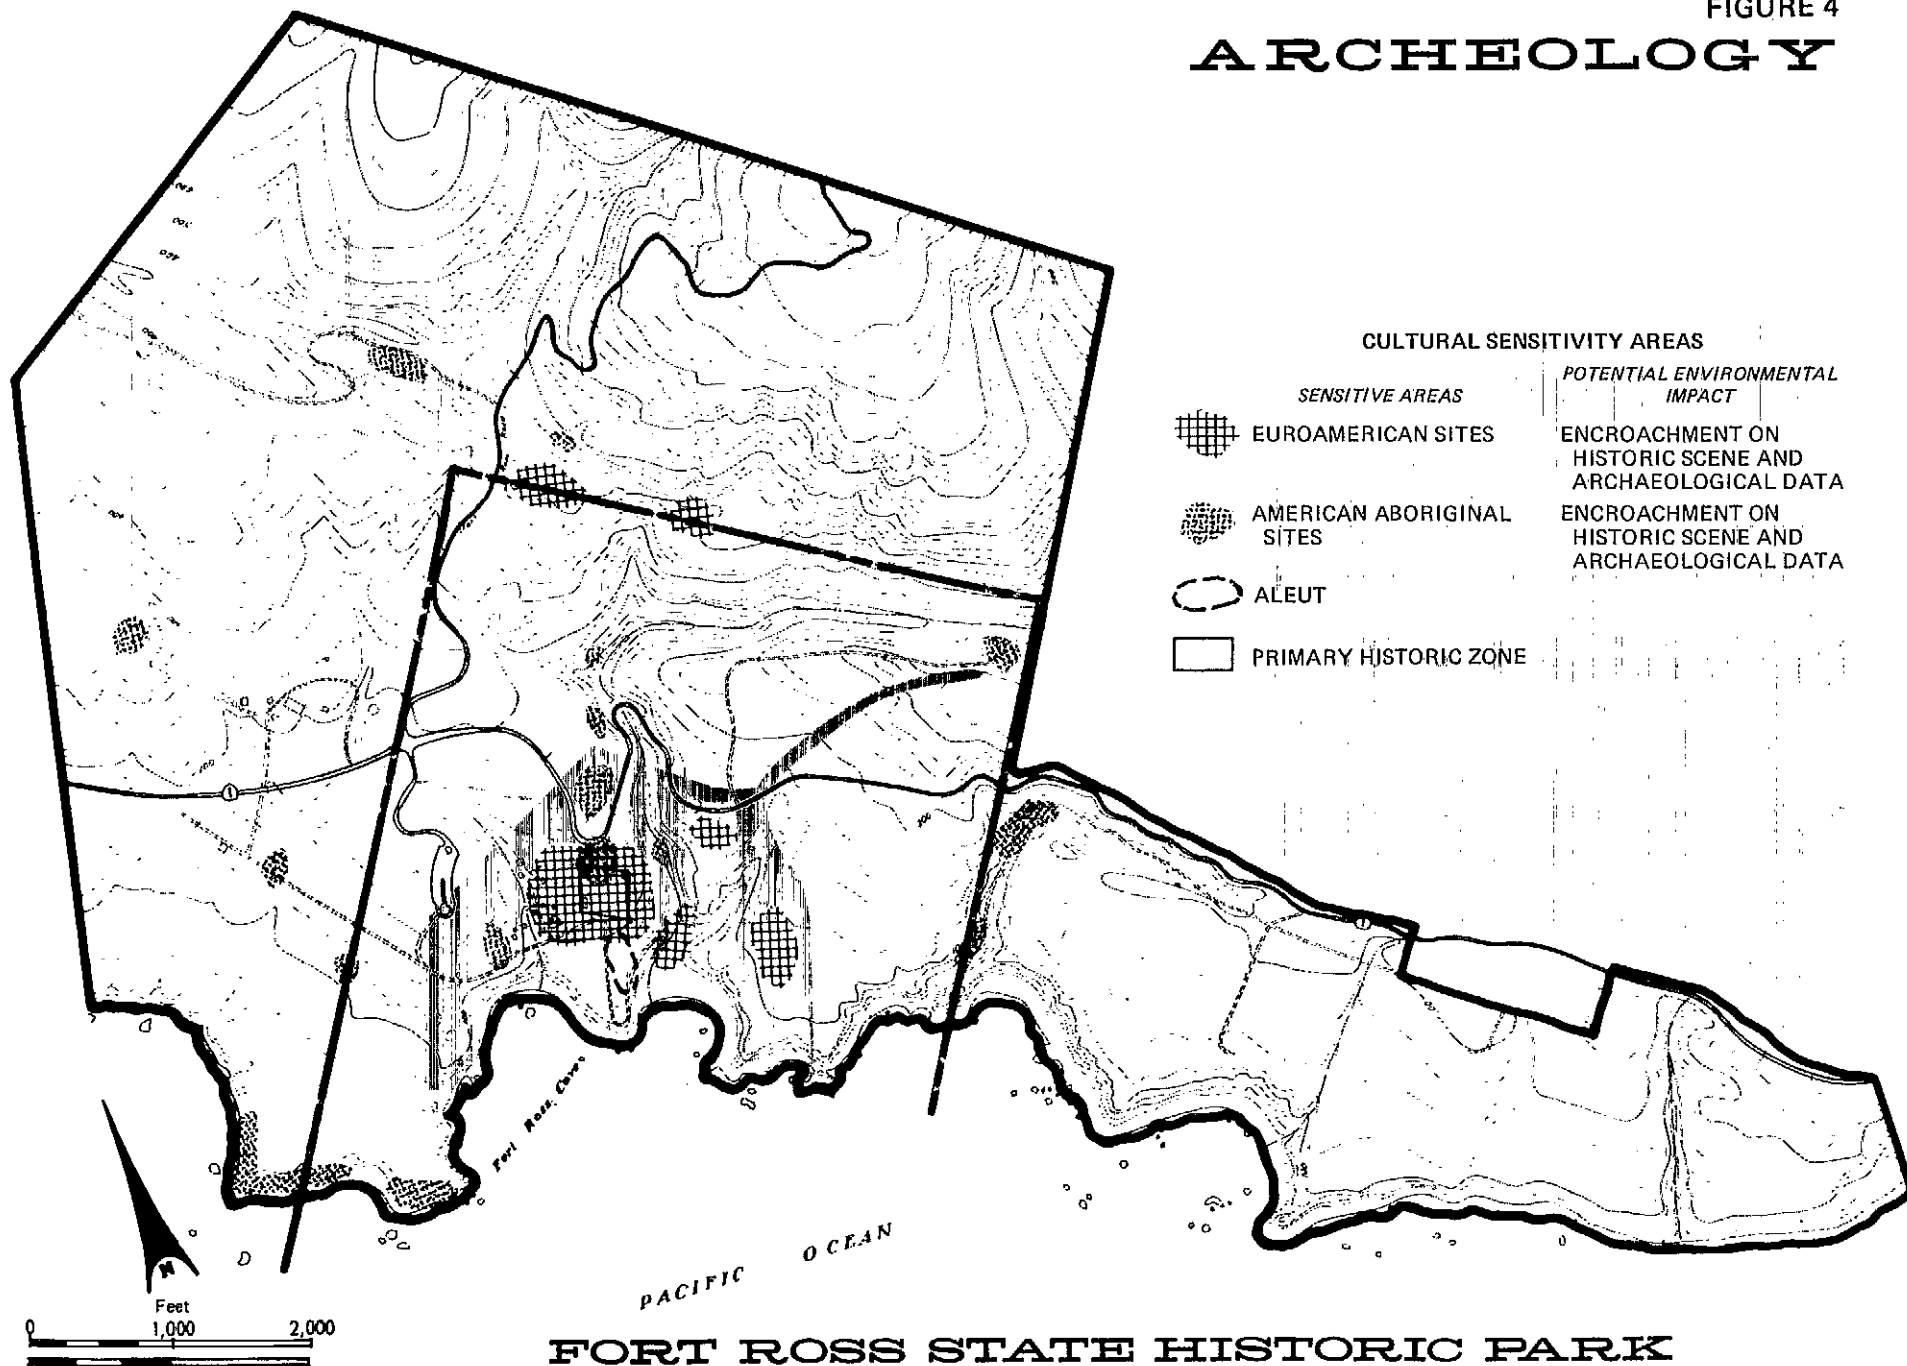 FIGURE 4
ARCHEOLOGY
CULTURAL SENSITIVITY AREAS
SENSITIVE AREAS
POTENTIAL ENVIRONMENTAL
IMPACT
EUROAMERICAN SITES
ENCROACHMENT ON
HISTORIC SCENE AND
ARCHAEOLOGICAL DATA
AMERICAN ABORIGINAL
SITES
ENCROACHMENT ON
HISTORIC SCENE AND
ARCHAEOLOGICAL DATA
ALEUT
PRIMARY HISTORIC ZONE
1
1
200
Fort Ross Cove
PACIFIC OCEAN
N
Feet
0 1,000 2,000
FORT ROSS STATE HISTORIC PARK